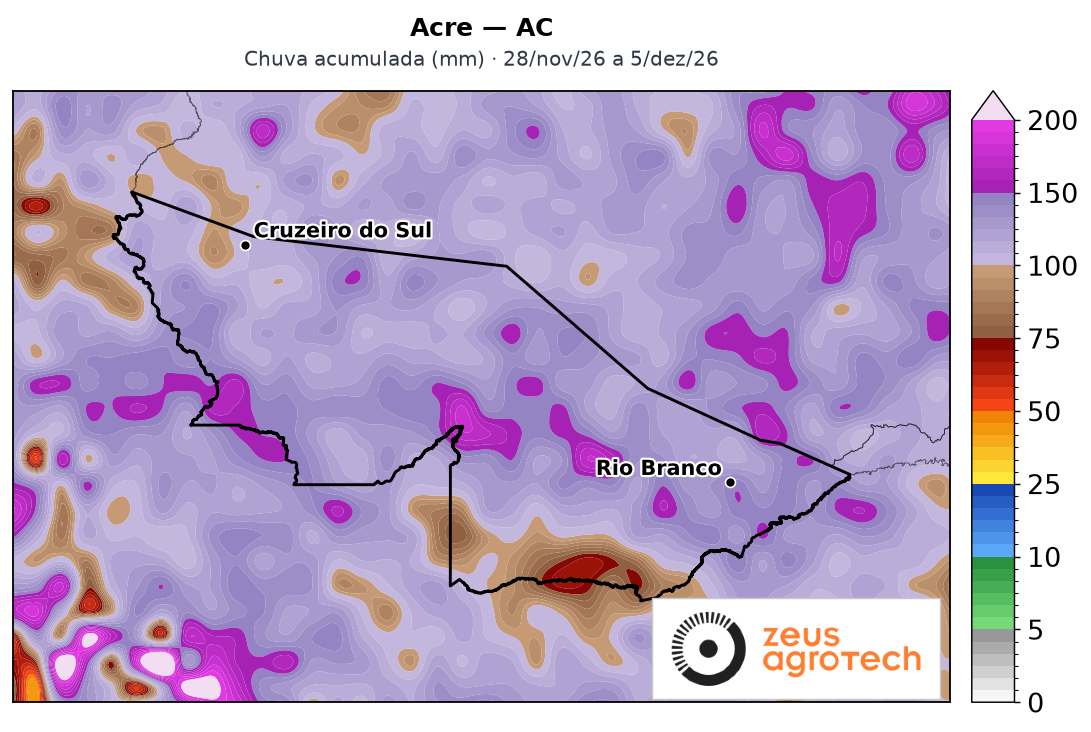 Acre — AC
Chuva acumulada (mm) · 28/nov/26 a 5/dez/26
Cruzeiro do Sul
Rio Branco
200
150
100
75
50
25
10
5
0
zeus
agrotech